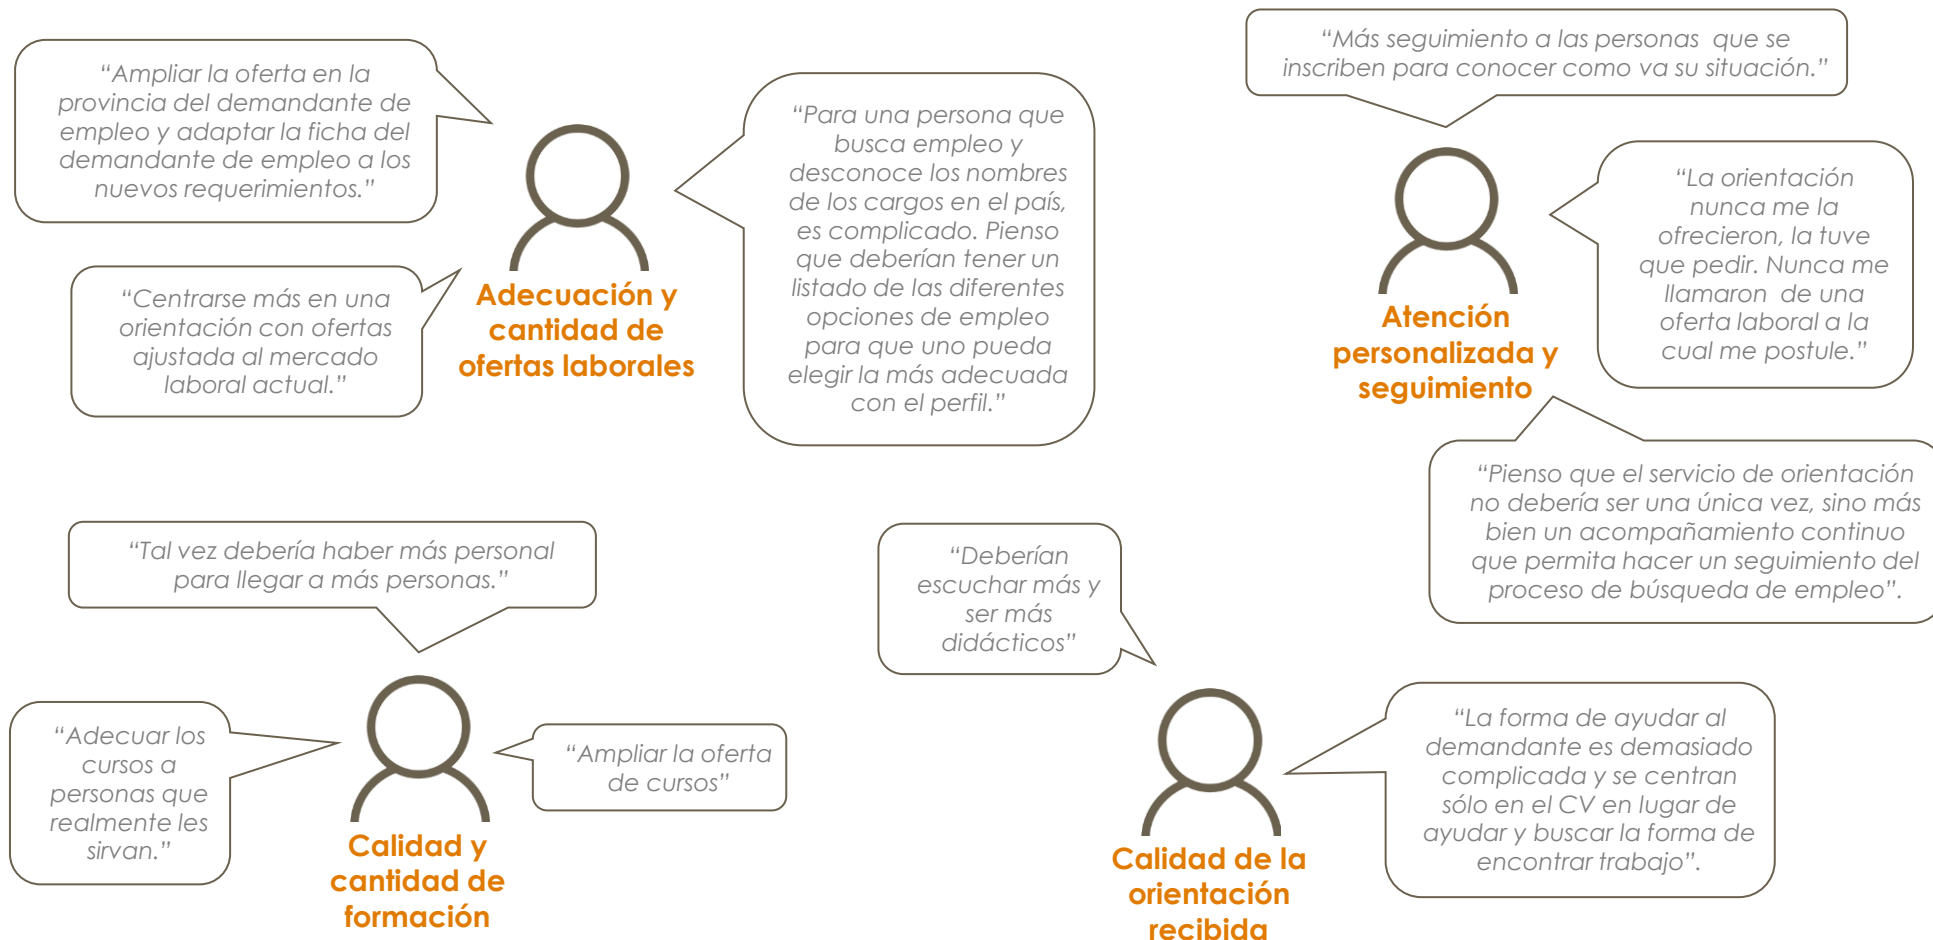 “Ampliar la oferta en la
provincia del demandante de
empleo y adaptar la ficha del
demandante de empleo a los
nuevos requerimientos.”
“Centrarse más en una
orientación con ofertas
ajustada al mercado
laboral actual.”
“Para una persona que
busca empleo y
desconoce los nombres
de los cargos en el país,
es complicado. Pienso
que deberían tener un
listado de las diferentes
opciones de empleo
para que uno pueda
elegir la más adecuada
con el perfil.”
Adecuación y
cantidad de
ofertas laborales
“Más seguimiento a las personas  que se
inscriben para conocer como va su situación.”
“La orientación
nunca me la
ofrecieron, la tuve
que pedir. Nunca me
llamaron  de una
oferta laboral a la
cual me postule.”
Atención
personalizada y
seguimiento
“Pienso que el servicio de orientación
no debería ser una única vez, sino más
bien un acompañamiento continuo
que permita hacer un seguimiento del
proceso de búsqueda de empleo”.
“Tal vez debería haber más personal
para llegar a más personas.”
“Adecuar los
cursos a
personas que
realmente les
sirvan.”
“Ampliar la oferta
de cursos”
Calidad y
cantidad de
formación
“Deberían
escuchar más y
ser más
didácticos”
“La forma de ayudar al
demandante es demasiado
complicada y se centran
sólo en el CV en lugar de
ayudar y buscar la forma de
encontrar trabajo”.
Calidad de la
orientación
recibida